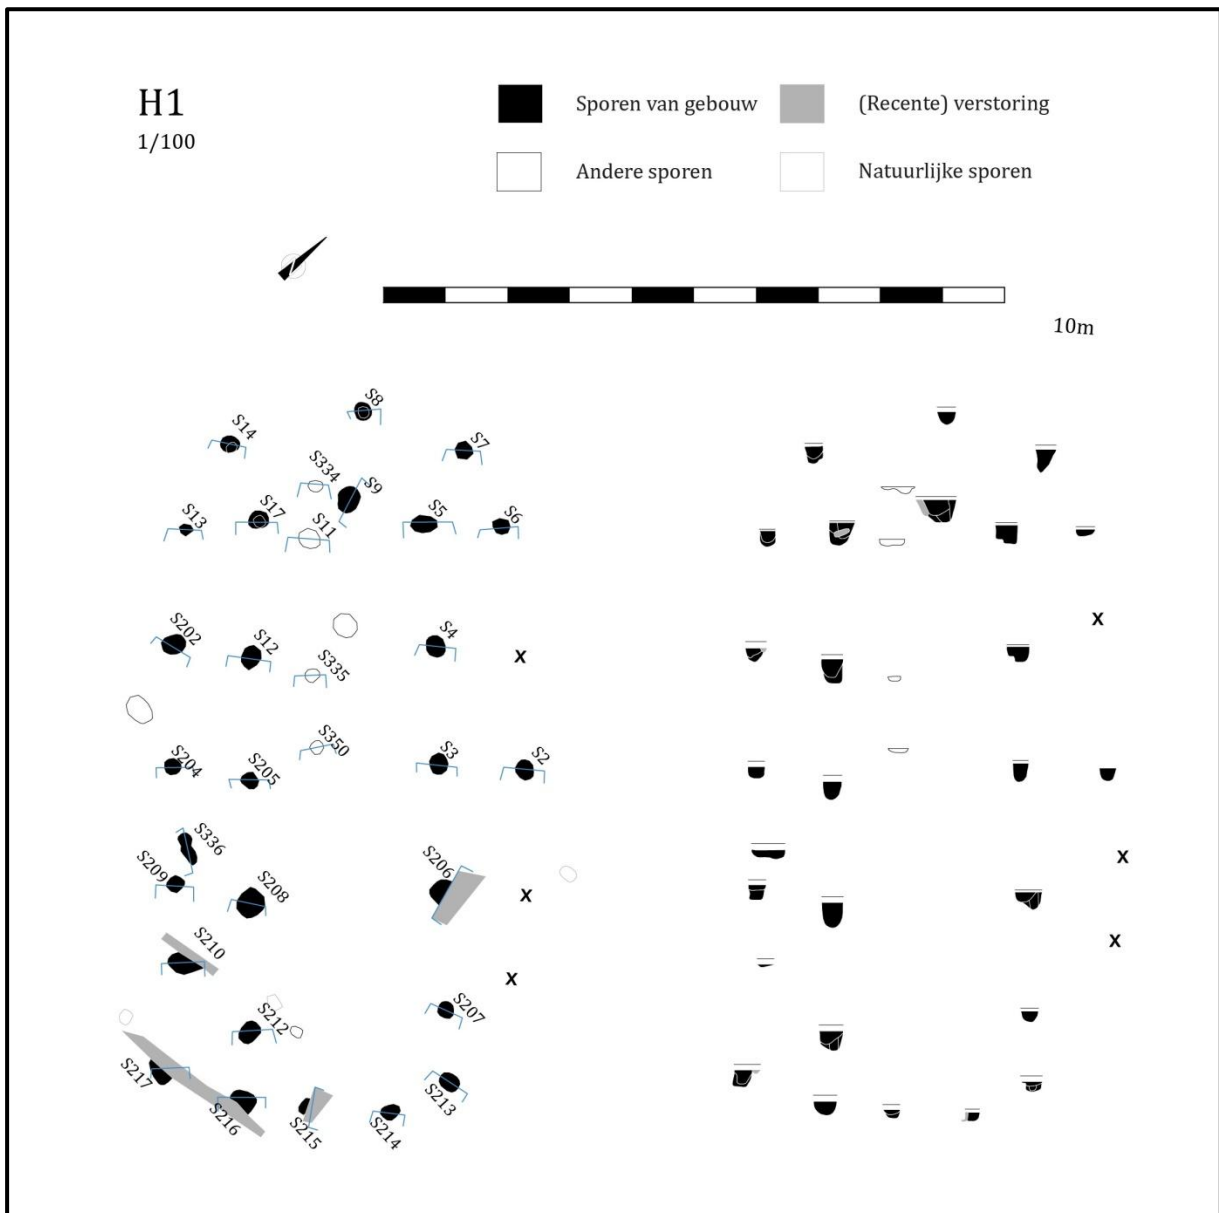 H1
1/100
Sporen van gebouw
(Recente) verstoring
Andere sporen
Natuurlijke sporen
10m
S8
S14
S7
S334
S9
S13
S17
S11
S5
S6
S202
S12
S335
S4
X
X
S204
S205
S350
S3
S2
S336
S209
S208
S206
X
X
S210
X
X
S212
S207
S217
S216
S215
S214
S213